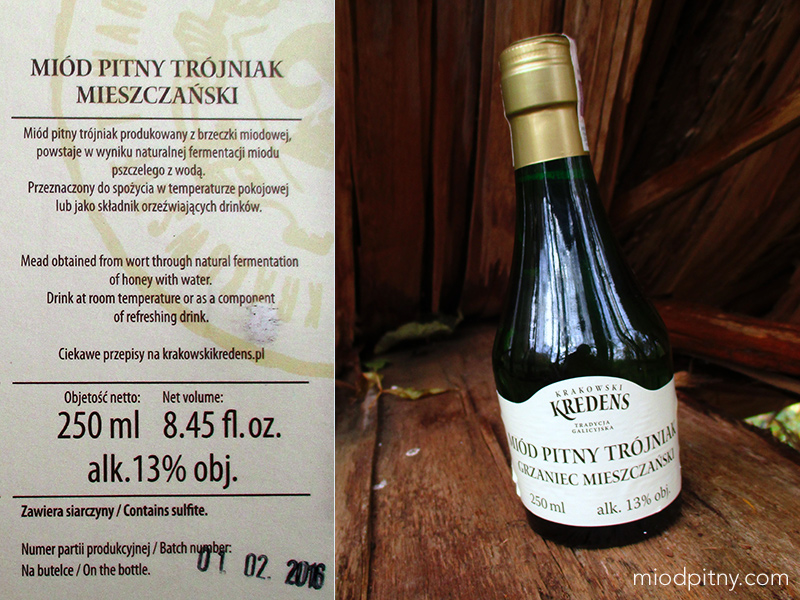 MIÓD PITNY TRÓJNIAK
MIESZCZAŃSKI
Miód pitny trójniak produkowany z brzeczki miodowej,
powstaje w wyniku naturalnej fermentacji miodu
pszczelego z wodą.
Przeznaczony do spożycia w temperaturze pokojowej
lub jako składnik orzeźwiających drinków.
Mead obtained from wort through natural fermentation
of honey with water.
Drink at room temperature or as a component
of refreshing drink.
Ciekawe przepisy na krakowskikredens.pl
Objętość netto: Net volume:
250 ml 8.45 fl.oz.
alk.13% obj.
Zawiera siarczyny / Contains sulfite.
Numer partii produkcyjnej / Batch number:
Na butelce / On the bottle.
01. 02. 2016
KRAKOWSKI
KREDENS
TRADYCJA
GALICYJSKA
MIÓD PITNY TRÓJNIAK
GRZANIEC MIESZCZAŃSKI
250 ml alk. 13% obj.
miodpitny.com